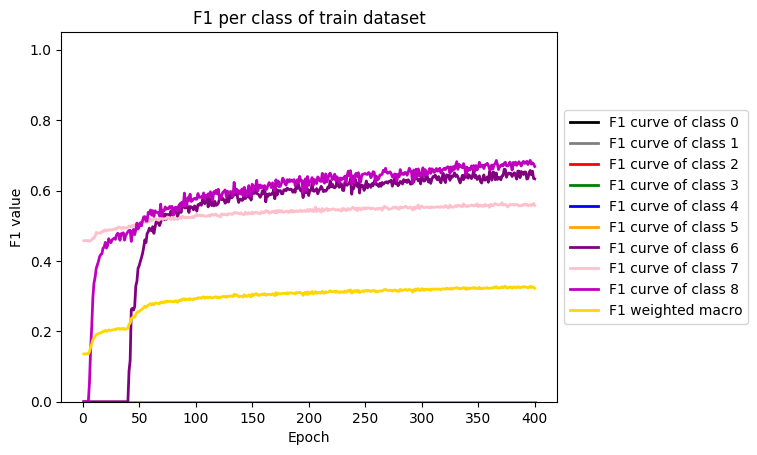 F1 per class of train dataset
F1 value
1.0
0.8
0.6
0.4
0.2
0.0
0
50
100
150
200
250
300
350
400
Epoch
F1 curve of class 0
F1 curve of class 1
F1 curve of class 2
F1 curve of class 3
F1 curve of class 4
F1 curve of class 5
F1 curve of class 6
F1 curve of class 7
F1 curve of class 8
F1 weighted macro